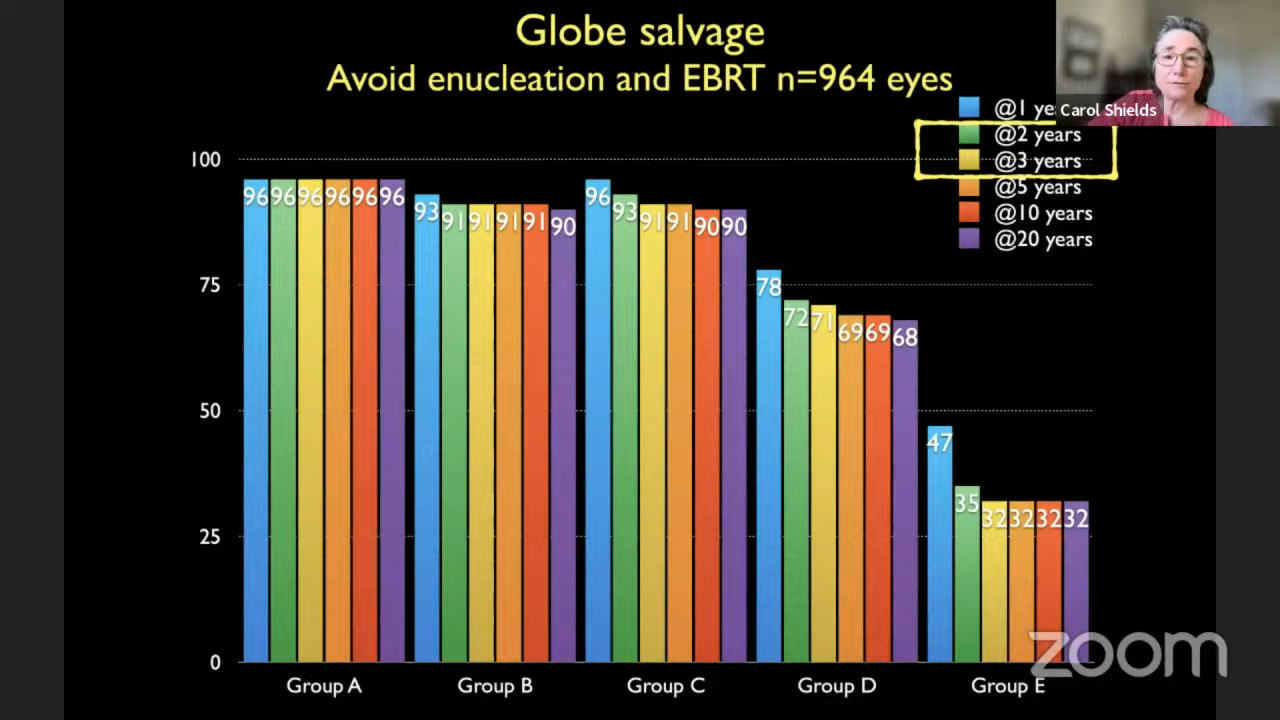 Globe salvage
Avoid enucleation and EBRT n=964 eyes
Carol Shields
@1 ye
@2 years
@3 years
@5 years
@10 years
@20 years
100
75
50
25
0
96 96 96 96 96 96
93 91 91 91 91 90
96 93 91 91 90 90
78 72 71 69 69 68
47 35 32 32 32 32
Group A
Group B
Group C
Group D
Group E
zoom